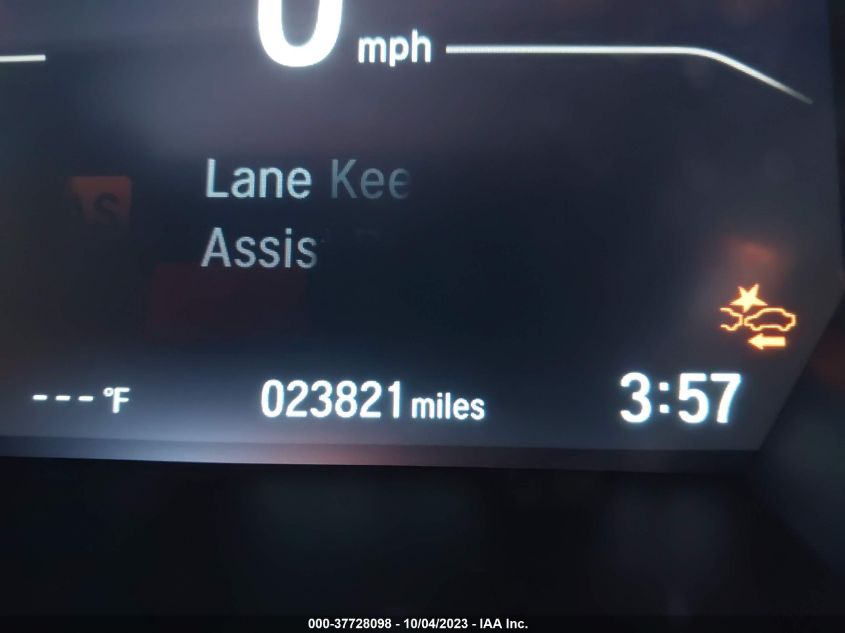 0 mph
Lane Kee
Assis
--- °F 023821 miles 3:57
000-37728098 - 10/04/2023 - IAA Inc.